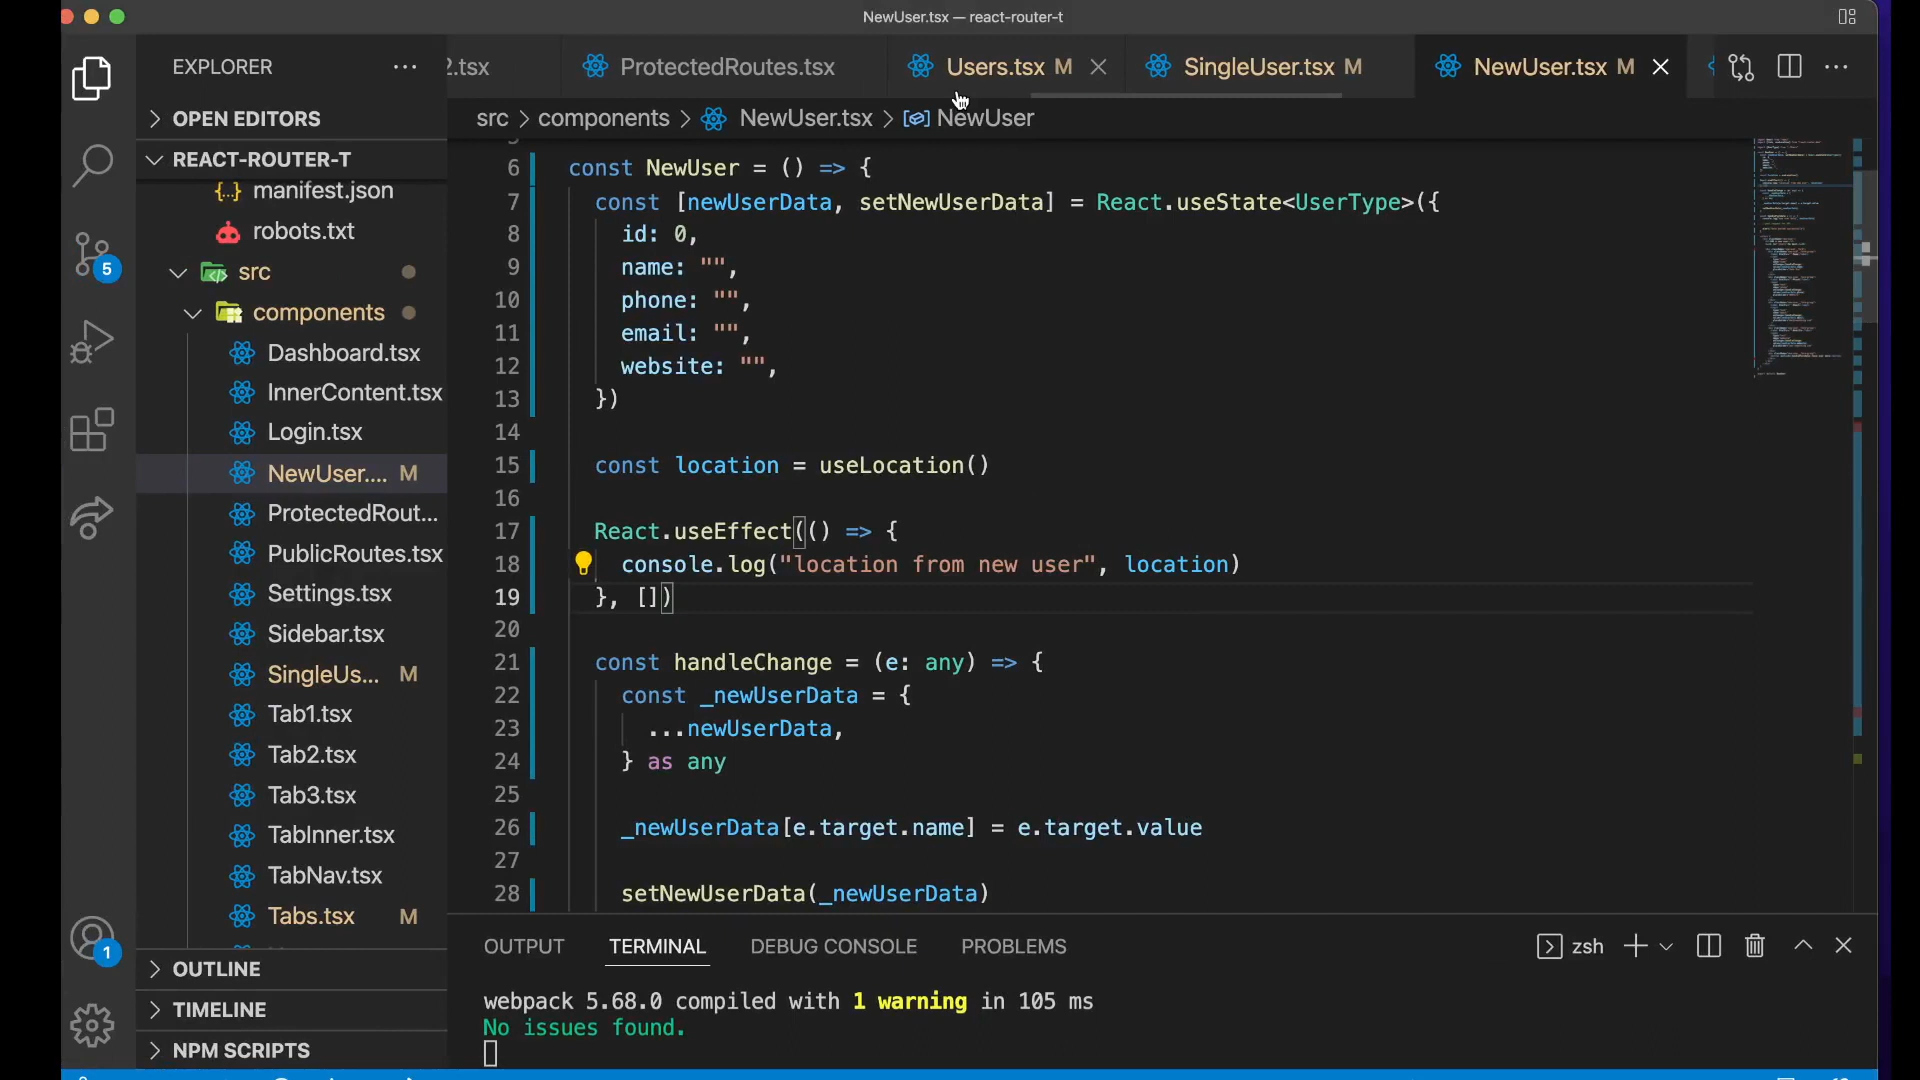 NewUser.tsx — react-router-t
EXPLORER
2.tsx
ProtectedRoutes.tsx
Users.tsx M
SingleUser.tsx M
NewUser.tsx M
OPEN EDITORS
src > components > NewUser.tsx > NewUser
REACT-ROUTER-T
manifest.json
robots.txt
src
components
Dashboard.tsx
InnerContent.tsx
Login.tsx
NewUser.... M
ProtectedRout...
PublicRoutes.tsx
Settings.tsx
Sidebar.tsx
SingleUs... M
Tab1.tsx
Tab2.tsx
Tab3.tsx
TabInner.tsx
TabNav.tsx
Tabs.tsx M
OUTLINE
TIMELINE
NPM SCRIPTS
5
1
6 const NewUser = () => {
7 const [newUserData, setNewUserData] = React.useState<UserType>({
8 id: 0,
9 name: "",
10 phone: "",
11 email: "",
12 website: "",
13 })
14
15 const location = useLocation()
16
17 React.useEffect(() => {
18 console.log("location from new user", location)
19 }, [])
20
21 const handleChange = (e: any) => {
22 const _newUserData = {
23 ...newUserData,
24 } as any
25
26 _newUserData[e.target.name] = e.target.value
27
28 setNewUserData(_newUserData)
OUTPUT TERMINAL DEBUG CONSOLE PROBLEMS
zsh
webpack 5.68.0 compiled with 1 warning in 105 ms
No issues found.